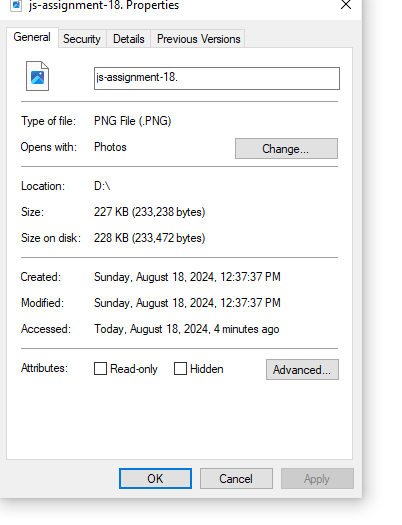 js-assignment-18. Properties
General Security Details Previous Versions
js-assignment-18.
Type of file: PNG File (.PNG)
Opens with: Photos Change...
Location: D:\
Size: 227 KB (233,238 bytes)
Size on disk: 228 KB (233,472 bytes)
Created: Sunday, August 18, 2024, 12:37:37 PM
Modified: Sunday, August 18, 2024, 12:37:37 PM
Accessed: Today, August 18, 2024, 4 minutes ago
Attributes: Read-only Hidden Advanced...
OK Cancel Apply